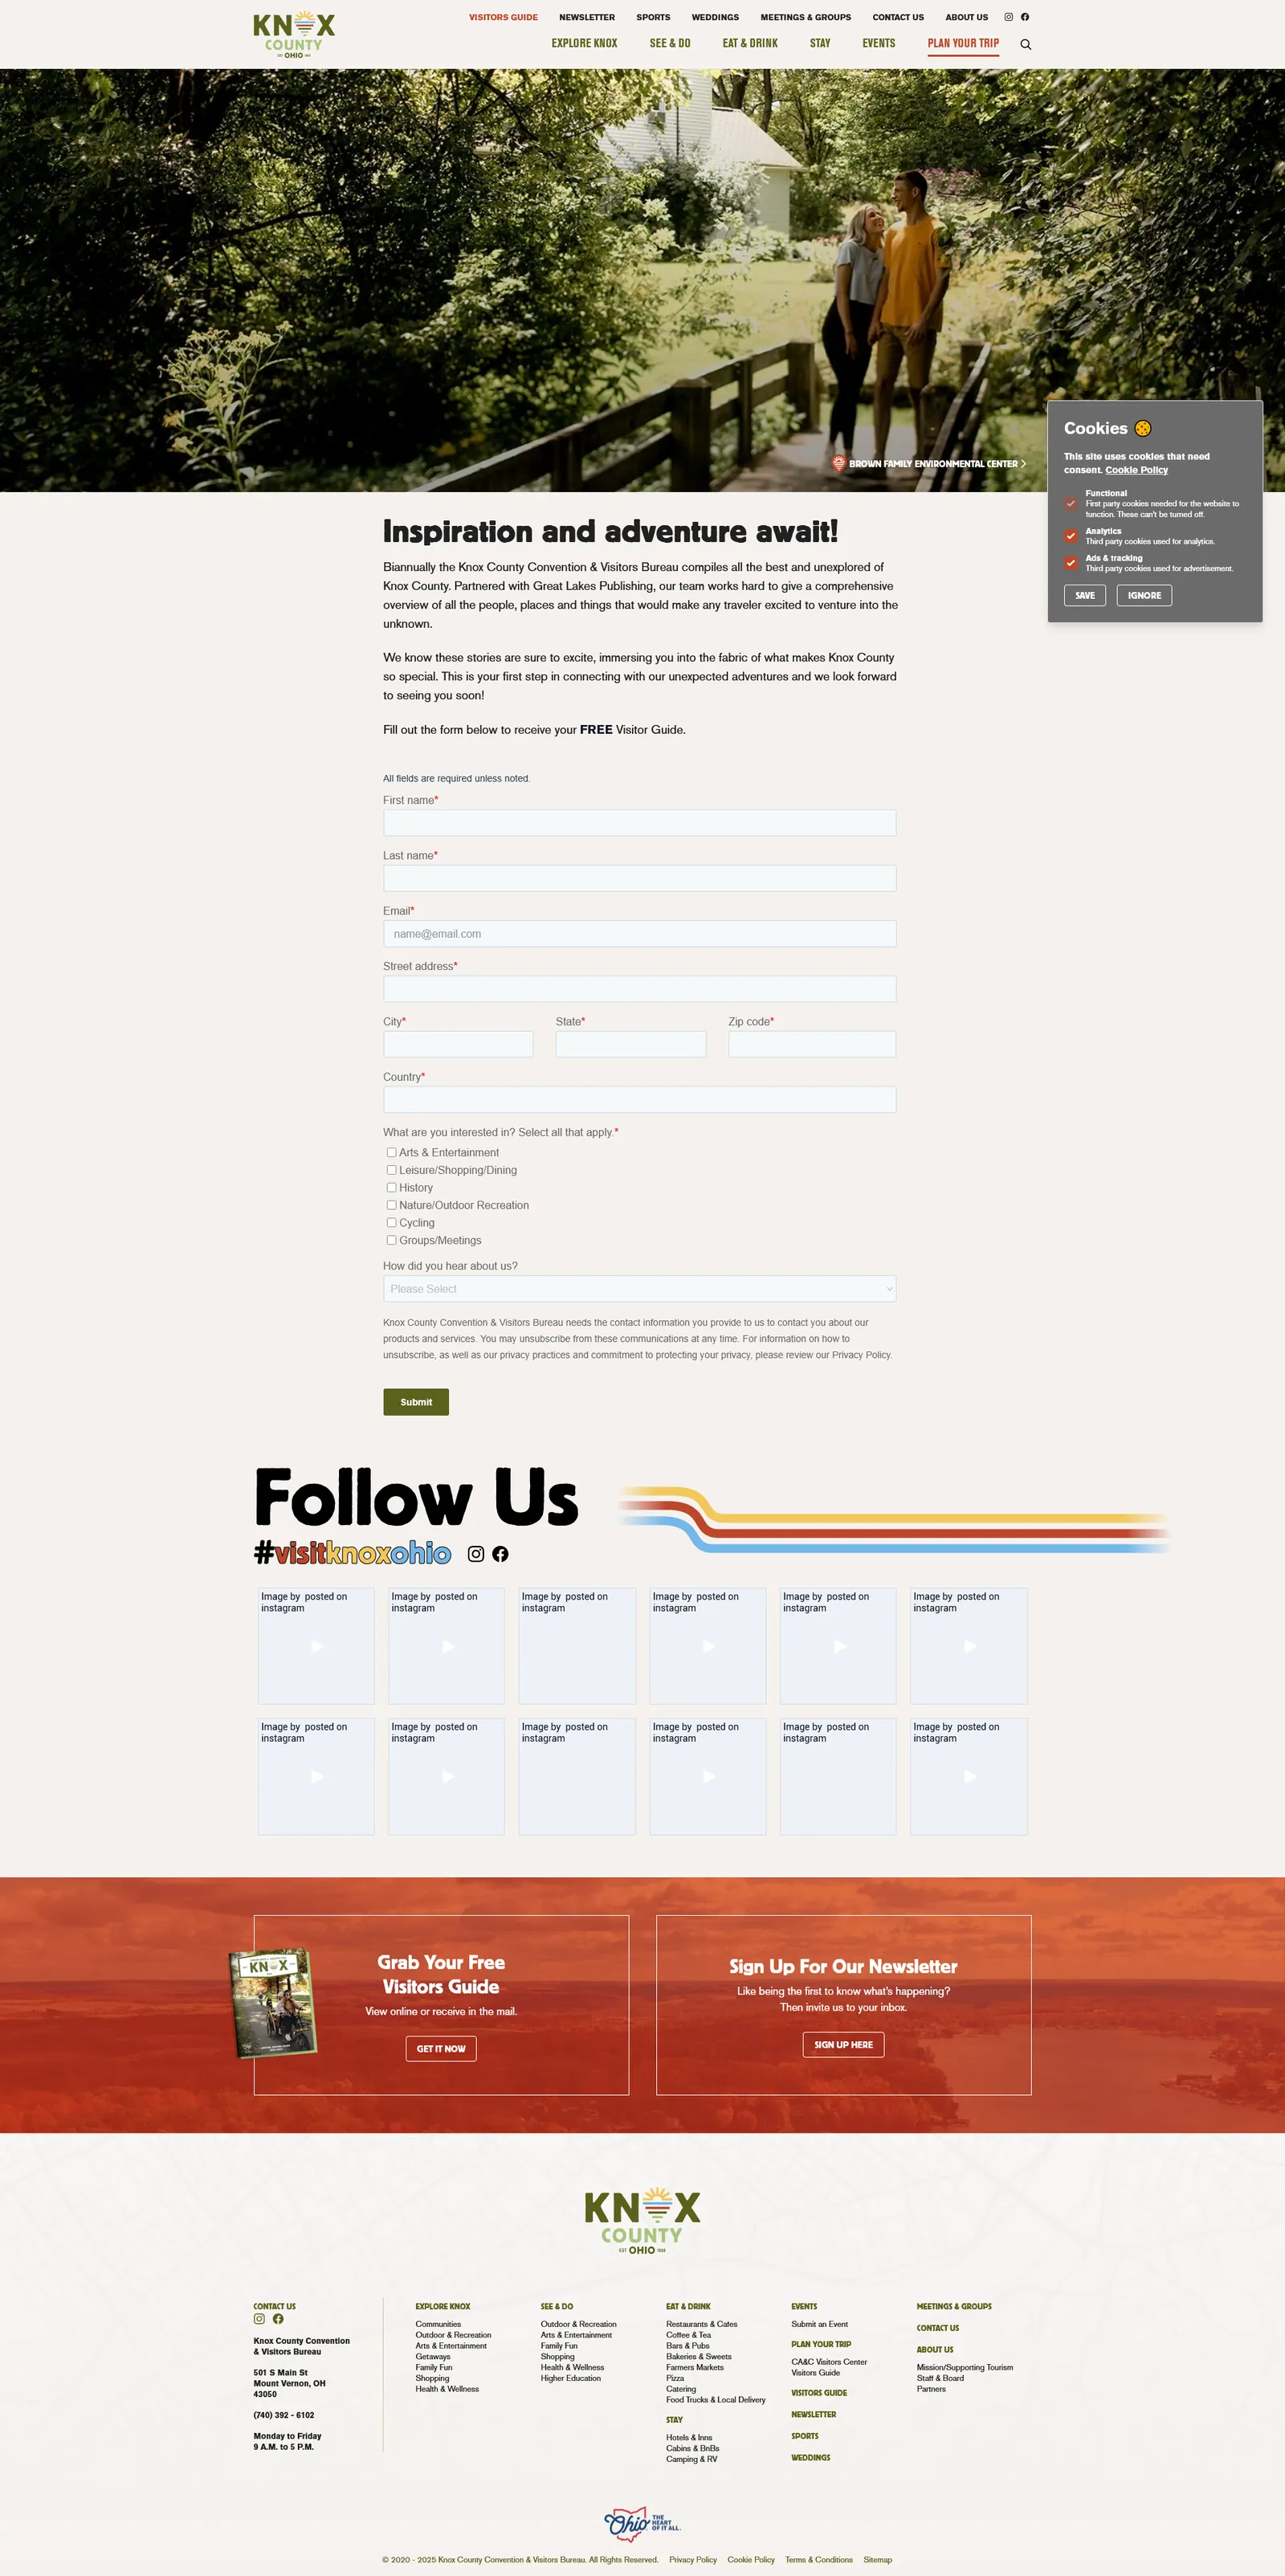 KNOX
COUNTY
EST OHIO 1808
VISITORS GUIDE NEWSLETTER SPORTS WEDDINGS MEETINGS & GROUPS CONTACT US ABOUT US
EXPLORE KNOX SEE & DO EAT & DRINK STAY EVENTS PLAN YOUR TRIP
BROWN FAMILY ENVIRONMENTAL CENTER
Cookies
This site uses cookies that need
consent. Cookie Policy
Functional
First party cookies needed for the website to
function. These can't be turned off.
Analytics
Third party cookies used for analytics.
Ads & tracking
Third party cookies used for advertisement.
SAVE IGNORE
Inspiration and adventure await!
Biannually the Knox County Convention & Visitors Bureau compiles all the best and unexplored of
Knox County. Partnered with Great Lakes Publishing, our team works hard to give a comprehensive
overview of all the people, places and things that would make any traveler excited to venture into the
unknown.
We know these stories are sure to excite, immersing you into the fabric of what makes Knox County
so special. This is your first step in connecting with our unexpected adventures and we look forward
to seeing you soon!
Fill out the form below to receive your FREE Visitor Guide.
All fields are required unless noted.
First name*
Last name*
Email*
name@email.com
Street address*
City* State* Zip code*
Country*
What are you interested in? Select all that apply.*
Arts & Entertainment
Leisure/Shopping/Dining
History
Nature/Outdoor Recreation
Cycling
Groups/Meetings
How did you hear about us?
Please Select
Knox County Convention & Visitors Bureau needs the contact information you provide to us to contact you about our
products and services. You may unsubscribe from these communications at any time. For information on how to
unsubscribe, as well as our privacy practices and commitment to protecting your privacy, please review our Privacy Policy.
Submit
Follow Us
#visitknoxohio
Image by posted on Image by posted on Image by posted on Image by posted on Image by posted on Image by posted on
instagram instagram instagram instagram instagram instagram
Image by posted on Image by posted on Image by posted on Image by posted on Image by posted on Image by posted on
instagram instagram instagram instagram instagram instagram
KNOX
Grab Your Free
Visitors Guide
View online or receive in the mail.
GET IT NOW
Sign Up For Our Newsletter
Like being the first to know what's happening?
Then invite us to your inbox.
SIGN UP HERE
KNOX
COUNTY
EST OHIO 1808
CONTACT US
Knox County Convention
& Visitors Bureau
501 S Main St
Mount Vernon, OH
43050
(740) 392 - 6102
Monday to Friday
9 A.M. to 5 P.M.
EXPLORE KNOX
Communities
Outdoor & Recreation
Arts & Entertainment
Getaways
Family Fun
Shopping
Health & Wellness
SEE & DO
Outdoor & Recreation
Arts & Entertainment
Family Fun
Shopping
Health & Wellness
Higher Education
EAT & DRINK
Restaurants & Cafes
Coffee & Tea
Bars & Pubs
Bakeries & Sweets
Farmers Markets
Pizza
Catering
Food Trucks & Local Delivery
STAY
Hotels & Inns
Cabins & BnBs
Camping & RV
EVENTS
Submit an Event
PLAN YOUR TRIP
CA&C Visitors Center
Visitors Guide
VISITORS GUIDE
NEWSLETTER
SPORTS
WEDDINGS
MEETINGS & GROUPS
CONTACT US
ABOUT US
Mission/Supporting Tourism
Staff & Board
Partners
Ohio THE
HEART
OF IT ALL.
© 2020 - 2025 Knox County Convention & Visitors Bureau. All Rights Reserved. Privacy Policy Cookie Policy Terms & Conditions Sitemap